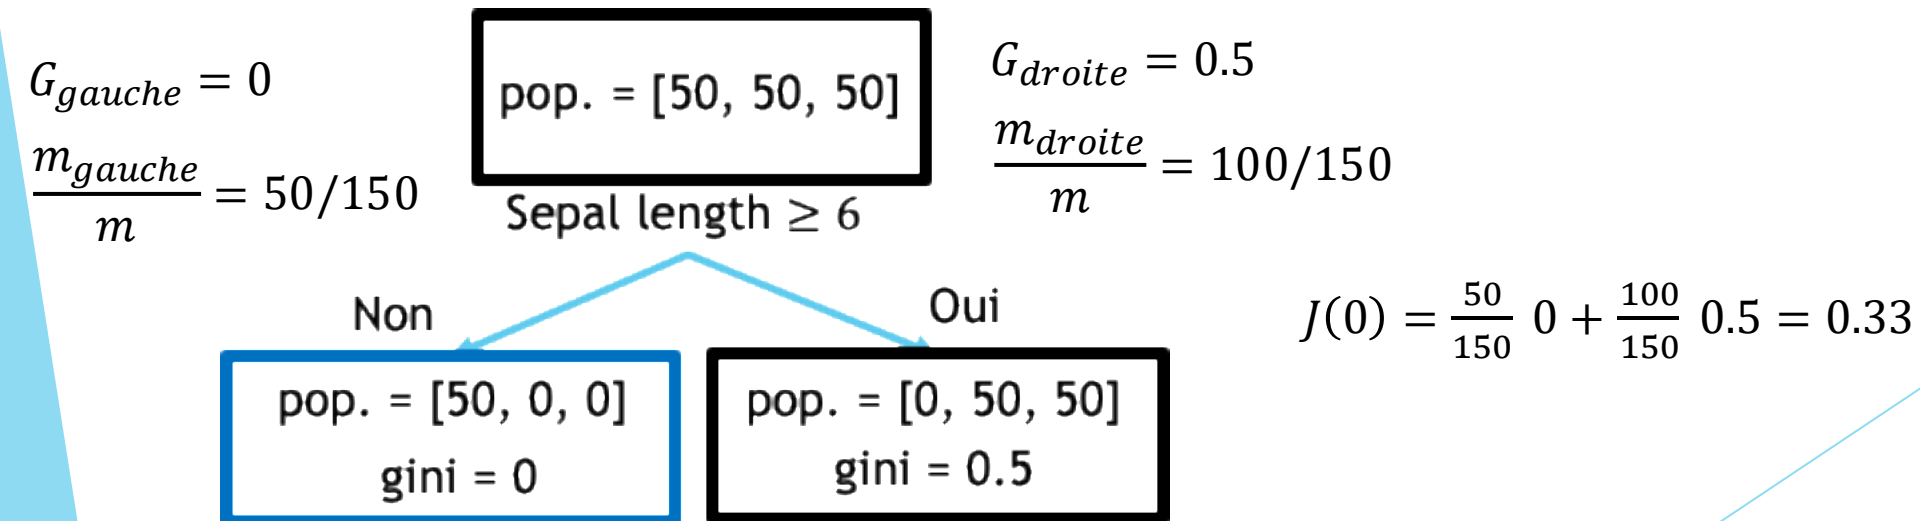 G_gauche = 0
m_gauche / m = 50/150
pop. = [50, 50, 50]
Sepal length ≥ 6
G_droite = 0.5
m_droite / m = 100/150
Non
Oui
J(0) = 50/150 0 + 100/150 0.5 = 0.33
pop. = [50, 0, 0]
gini = 0
pop. = [0, 50, 50]
gini = 0.5